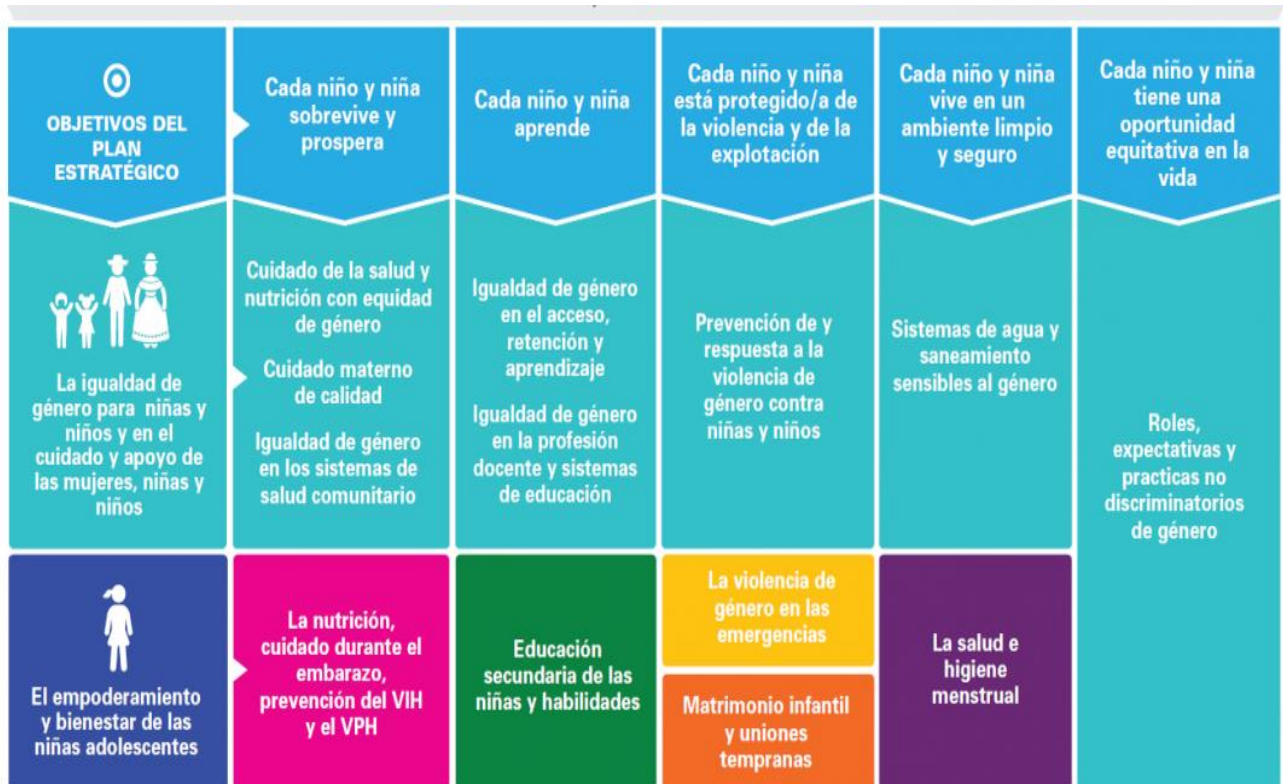 OBJETIVOS DEL
PLAN
ESTRATÉGICO
Cada niño y niña
sobrevive y
prospera
Cada niño y niña
aprende
Cada niño y niña
está protegido/a de
la violencia y de la
explotación
Cada niño y niña
vive en un
ambiente limpio
y seguro
Cada niño y niña
tiene una
oportunidad
equitativa en la
vida
La igualdad de
género para niñas y
niños y en el
cuidado y apoyo de
las mujeres, niñas y
niños
Cuidado de la salud y
nutrición con equidad
de género
Cuidado materno
de calidad
Igualdad de género
en los sistemas de
salud comunitario
Igualdad de género
en el acceso,
retención y
aprendizaje
Igualdad de género
en la profesión
docente y sistemas
de educación
Prevención de y
respuesta a la
violencia de
género contra
niñas y niños
Sistemas de agua y
saneamiento
sensibles al género
Roles,
expectativas y
practicas no
discriminatorios
de género
El empoderamiento
y bienestar de las
niñas adolescentes
La nutrición,
cuidado durante el
embarazo,
prevención del VIH
y el VPH
Educación
secundaria de las
niñas y habilidades
La violencia de
género en las
emergencias
Matrimonio infantil
y uniones
tempranas
La salud e
higiene
menstrual